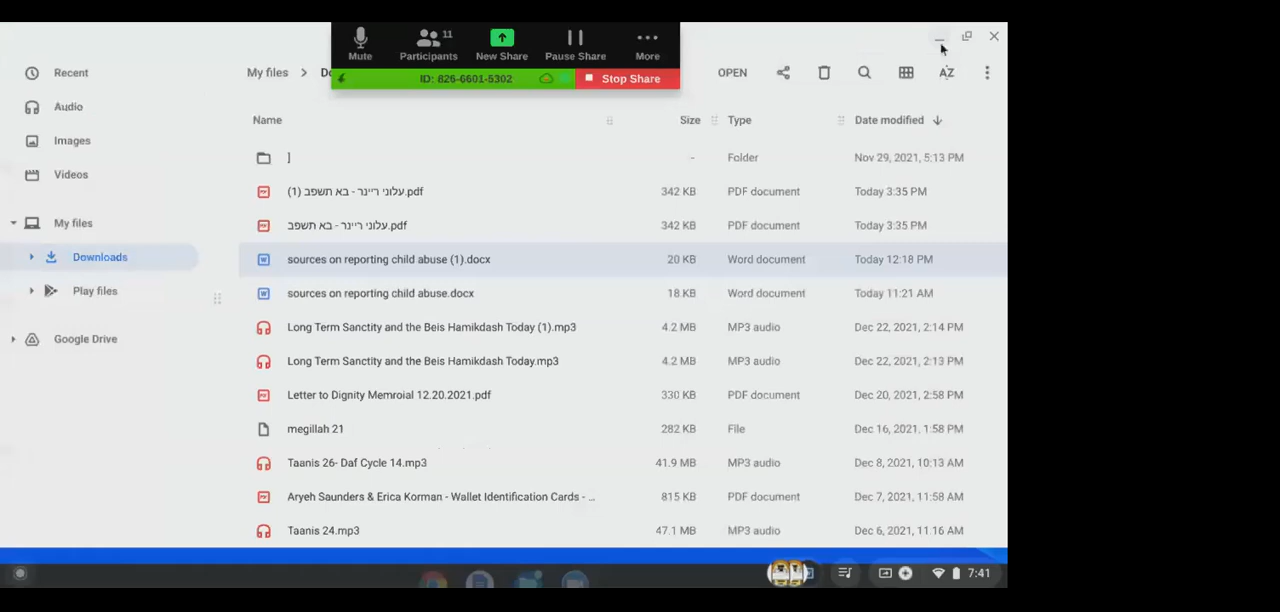 Mute
Participants 11
New Share
Pause Share
More
ID: 826-6601-5302
Stop Share
Recent
Audio
Images
Videos
My files
Downloads
Play files
Google Drive
My files
OPEN
AZ
Name Size Type Date modified
] - Folder Nov 29, 2021, 5:13 PM
עלוני ריינר - בא תשפב (1).pdf 342 KB PDF document Today 3:35 PM
עלוני ריינר - בא תשפב.pdf 342 KB PDF document Today 3:35 PM
sources on reporting child abuse (1).docx 20 KB Word document Today 12:18 PM
sources on reporting child abuse.docx 18 KB Word document Today 11:21 AM
Long Term Sanctity and the Beis Hamikdash Today (1).mp3 4.2 MB MP3 audio Dec 22, 2021, 2:14 PM
Long Term Sanctity and the Beis Hamikdash Today.mp3 4.2 MB MP3 audio Dec 22, 2021, 2:13 PM
Letter to Dignity Memroial 12.20.2021.pdf 330 KB PDF document Dec 20, 2021, 2:58 PM
megillah 21 282 KB File Dec 16, 2021, 1:58 PM
Taanis 26- Daf Cycle 14.mp3 41.9 MB MP3 audio Dec 8, 2021, 10:13 AM
Aryeh Saunders & Erica Korman - Wallet Identification Cards - ... 815 KB PDF document Dec 7, 2021, 11:58 AM
Taanis 24.mp3 47.1 MB MP3 audio Dec 6, 2021, 11:16 AM
7:41